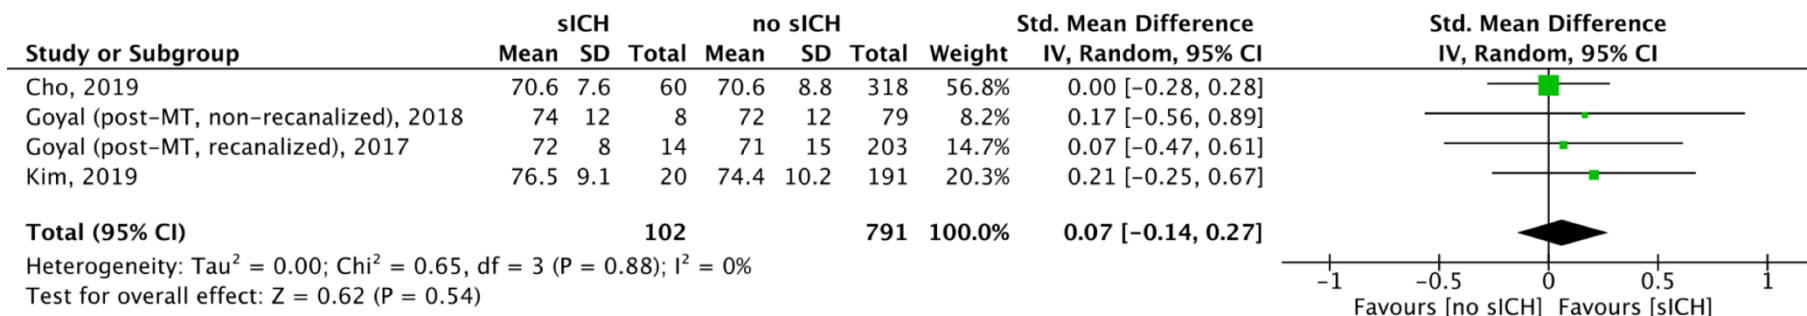 sICH no sICH Std. Mean Difference Std. Mean Difference
Study or Subgroup Mean SD Total Mean SD Total Weight IV, Random, 95% CI IV, Random, 95% CI
Cho, 2019 70.6 7.6 60 70.6 8.8 318 56.8% 0.00 [−0.28, 0.28]
Goyal (post−MT, non−recanalized), 2018 74 12 8 72 12 79 8.2% 0.17 [−0.56, 0.89]
Goyal (post−MT, recanalized), 2017 72 8 14 71 15 203 14.7% 0.07 [−0.47, 0.61]
Kim, 2019 76.5 9.1 20 74.4 10.2 191 20.3% 0.21 [−0.25, 0.67]
Total (95% CI) 102 791 100.0% 0.07 [−0.14, 0.27]
Heterogeneity: Tau² = 0.00; Chi² = 0.65, df = 3 (P = 0.88); I² = 0%
Test for overall effect: Z = 0.62 (P = 0.54)
−1 −0.5 0 0.5 1
Favours [no sICH] Favours [sICH]